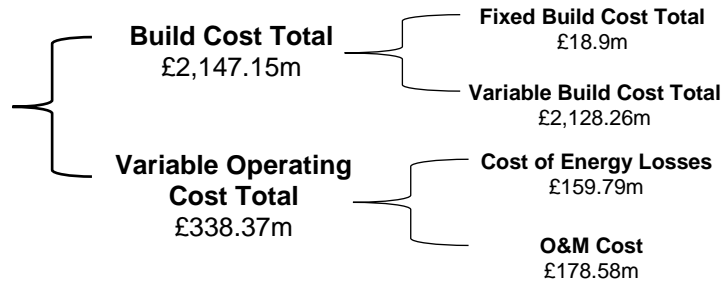 Build Cost Total
£2,147.15m
Fixed Build Cost Total
£18.9m
Variable Build Cost Total
£2,128.26m
Variable Operating
Cost Total
£338.37m
Cost of Energy Losses
£159.79m
O&M Cost
£178.58m